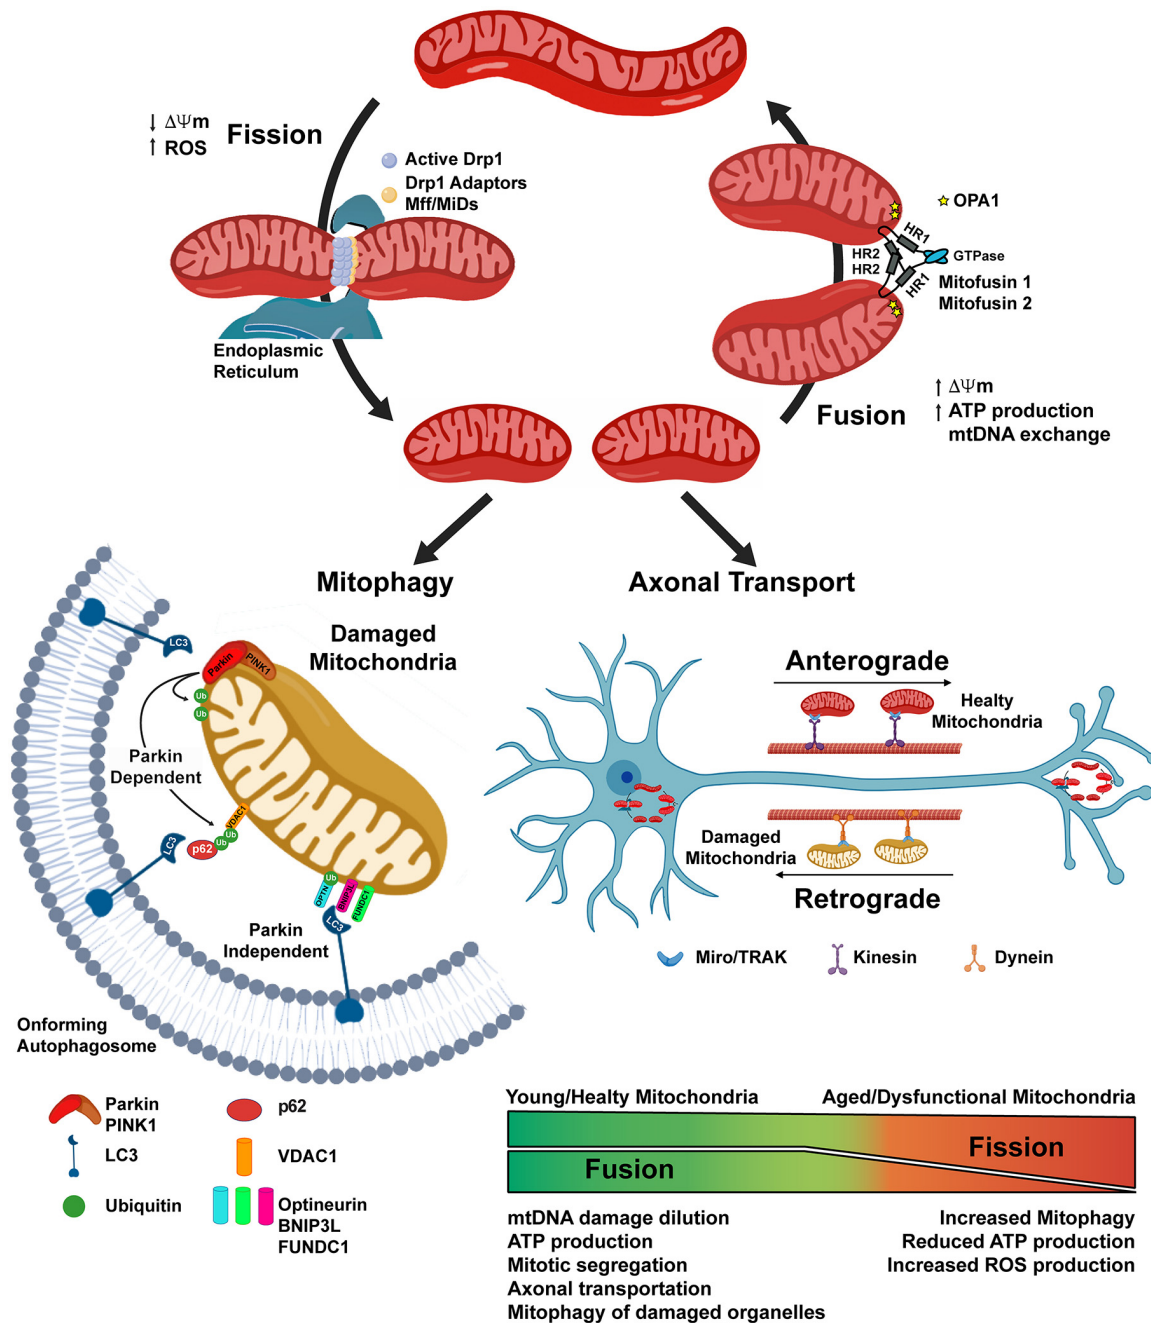 ↓ ΔΨm
↑ ROS
Fission
Active Drp1
Drp1 Adaptors
Mff/MiDs
Endoplasmic
Reticulum
OPA1
HR1
HR2
HR2
HR1
GTPase
Mitofusin 1
Mitofusin 2
Fusion
↑ ΔΨm
↑ ATP production
mtDNA exchange
Mitophagy
Axonal Transport
Damaged
Mitochondria
LC3
Parkin
PINK1
Ub
Ub
Parkin
Dependent
VDAC1
Ub
Ub
p62
LC3
Ub
OPTN
BNIP3L
FUNDC1
LC3
Parkin
Independent
Onforming
Autophagosome
Anterograde
Healty
Mitochondria
Damaged
Mitochondria
Retrograde
Miro/TRAK
Kinesin
Dynein
Parkin
PINK1
LC3
Ubiquitin
p62
VDAC1
Optineurin
BNIP3L
FUNDC1
Young/Healty Mitochondria
Aged/Dysfunctional Mitochondria
Fusion
Fission
mtDNA damage dilution
ATP production
Mitotic segregation
Axonal transportation
Mitophagy of damaged organelles
Increased Mitophagy
Reduced ATP production
Increased ROS production